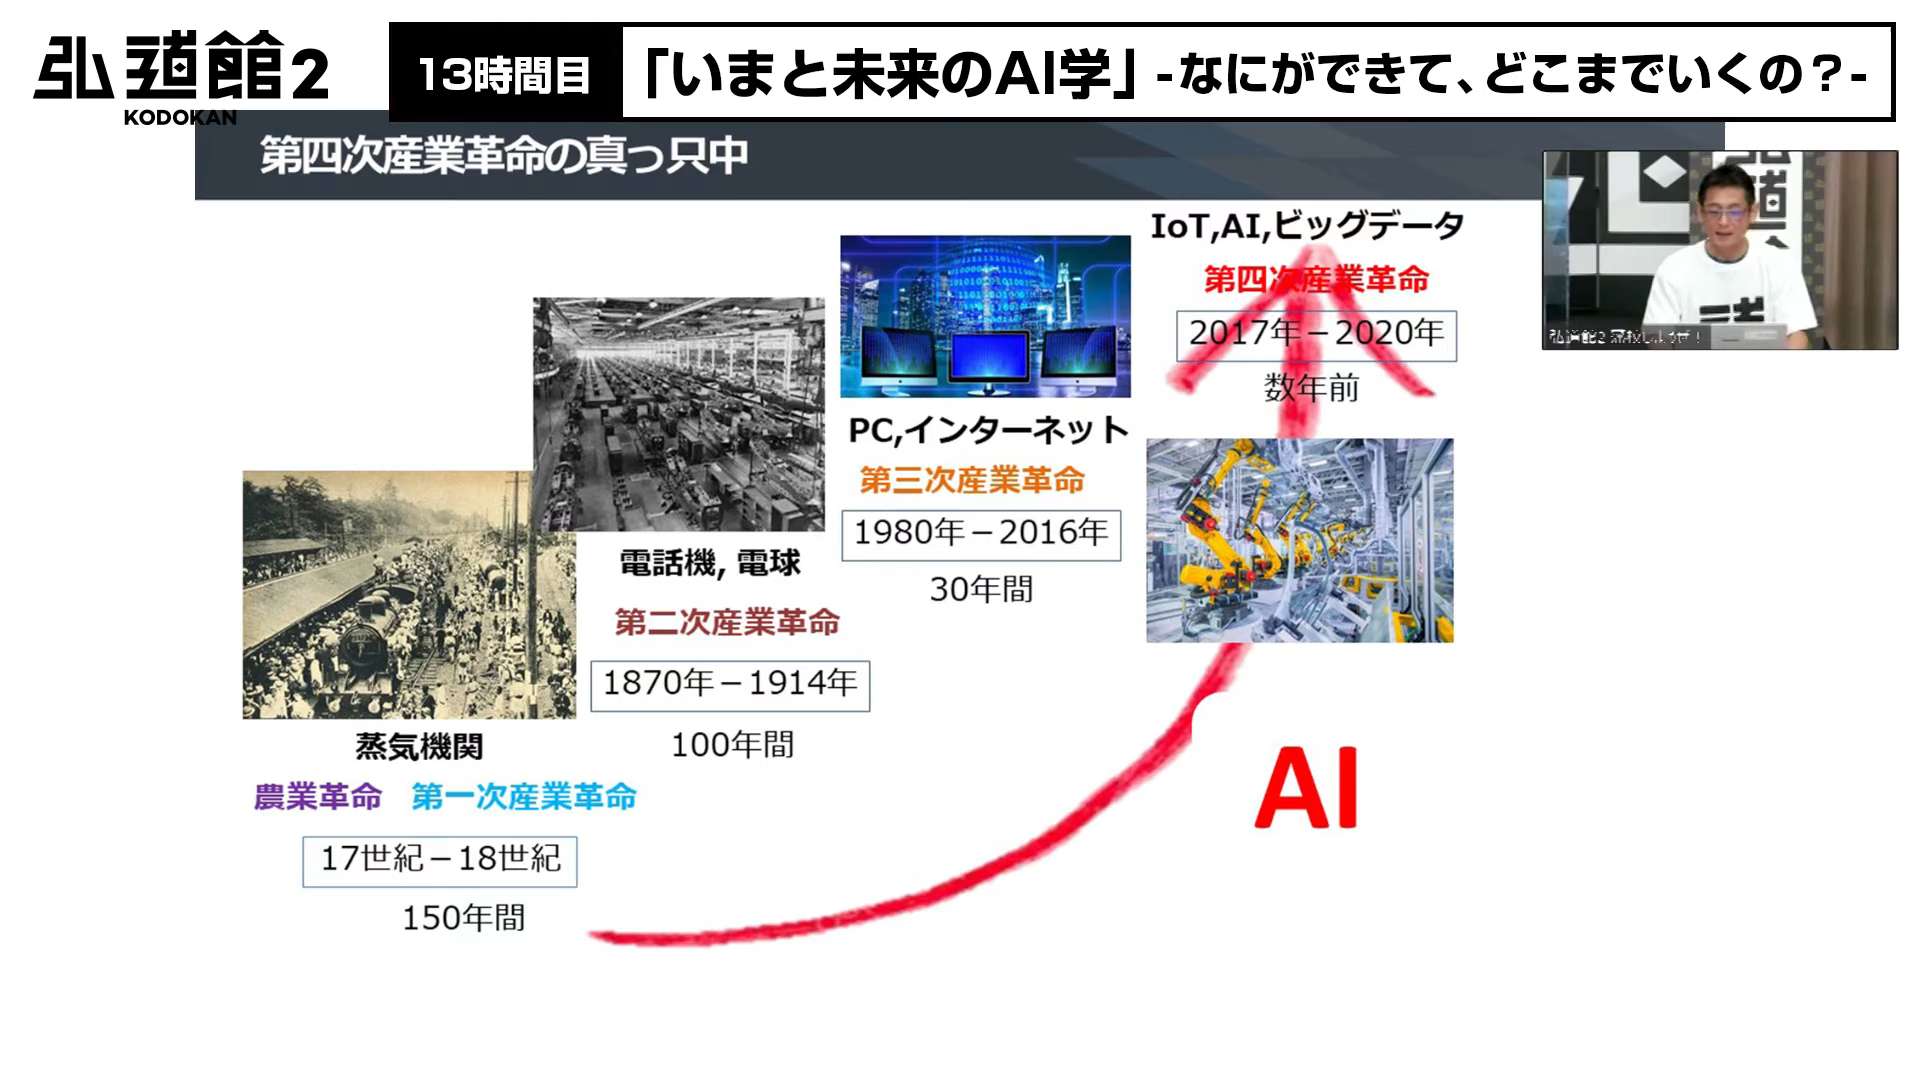 弘道館2
KODOKAN
13時間目
「いまと未来のAI学」-なにができて、どこまでいくの？-
第四次産業革命の真っ只中
IoT,AI,ビッグデータ
第四次産業革命
2017年－2020年
数年前
PC,インターネット
第三次産業革命
1980年－2016年
30年間
電話機, 電球
第二次産業革命
1870年－1914年
100年間
蒸気機関
農業革命 第一次産業革命
17世紀－18世紀
150年間
AI